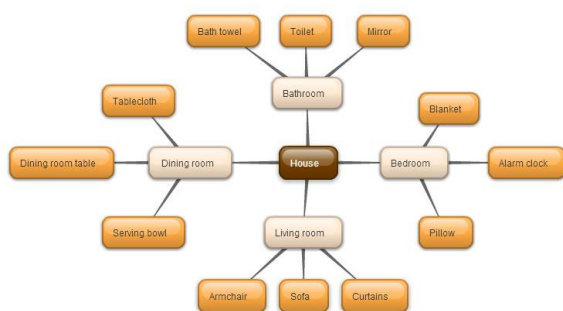 Bath towel
Toilet
Mirror
Bathroom
Tablecloth
Blanket
Dining room table
Dining room
House
Bedroom
Alarm clock
Serving bowl
Living room
Pillow
Armchair
Sofa
Curtains